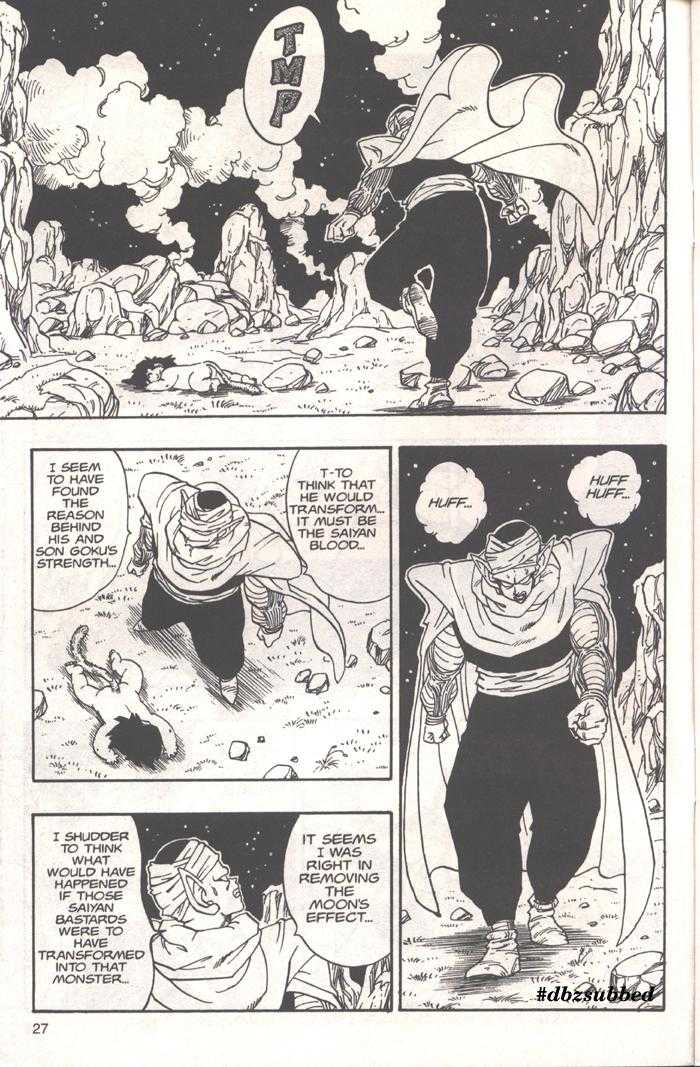 TMP
HUFF...
HUFF
HUFF...
T-TO
THINK THAT
HE WOULD
TRANSFORM...
IT MUST BE
THE SAIYAN
BLOOD...
I SEEM
TO HAVE
FOUND
THE
REASON
BEHIND
HIS AND
SON GOKU'S
STRENGTH...
IT SEEMS
I WAS
RIGHT IN
REMOVING
THE
MOON'S
EFFECT...
I SHUDDER
TO THINK
WHAT
WOULD HAVE
HAPPENED
IF THOSE
SAIYAN
BASTARDS
WERE TO
HAVE
TRANSFORMED
INTO THAT
MONSTER...
#dbzsubbed
27